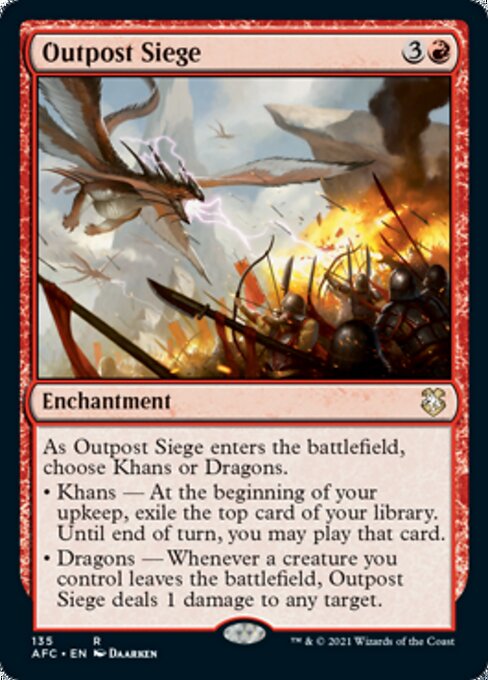 Outpost Siege 3
Enchantment
As Outpost Siege enters the battlefield,
choose Khans or Dragons.
• Khans — At the beginning of your
upkeep, exile the top card of your library.
Until end of turn, you may play that card.
• Dragons — Whenever a creature you
control leaves the battlefield, Outpost
Siege deals 1 damage to any target.
135 R
AFC • EN DAARKEN
™ & © 2021 Wizards of the Coast